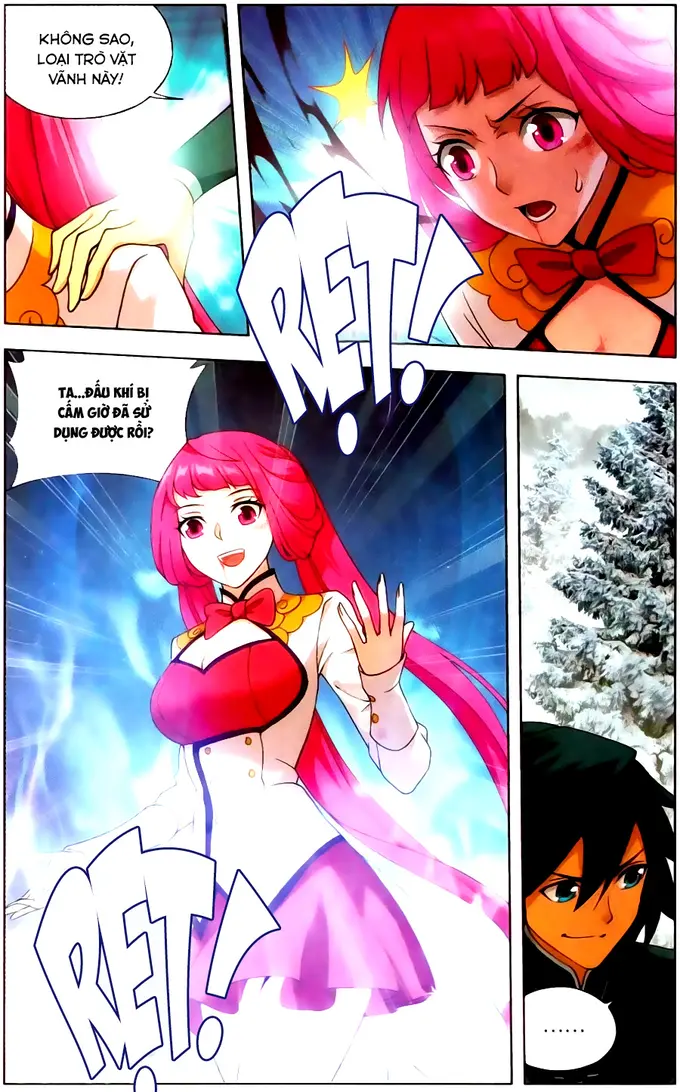 KHÔNG SAO,
LOẠI TRÒ VẶT
VÃNH NÀY!
RẸT!
TA...ĐẤU KHÍ BỊ
CẤM GIỜ ĐÃ SỬ
DỤNG ĐƯỢC RỒI?
RẸT!
......